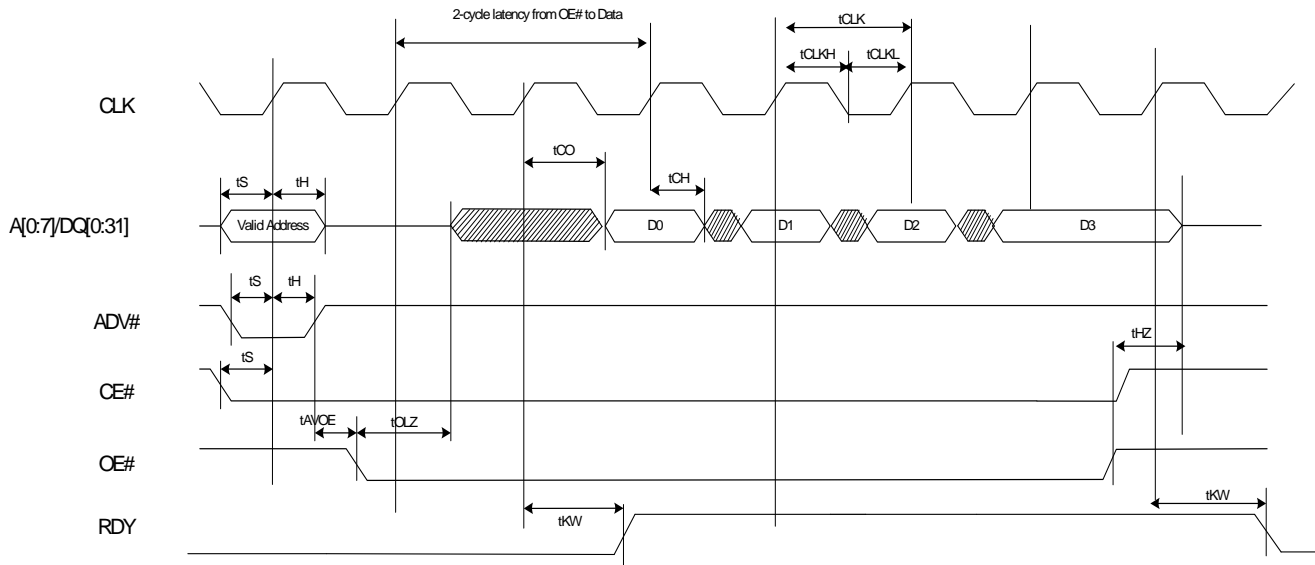 2-cycle latency from OE# to Data
tCLK
tCLKH
tCLKL
CLK
tCO
tCH
tS
tH
A[0:7]/DQ[0:31]
Valid Address
D0
D1
D2
D3
tS
tH
ADV#
tHZ
tS
CE#
tAVOE
tOLZ
OE#
tKW
tKW
RDY